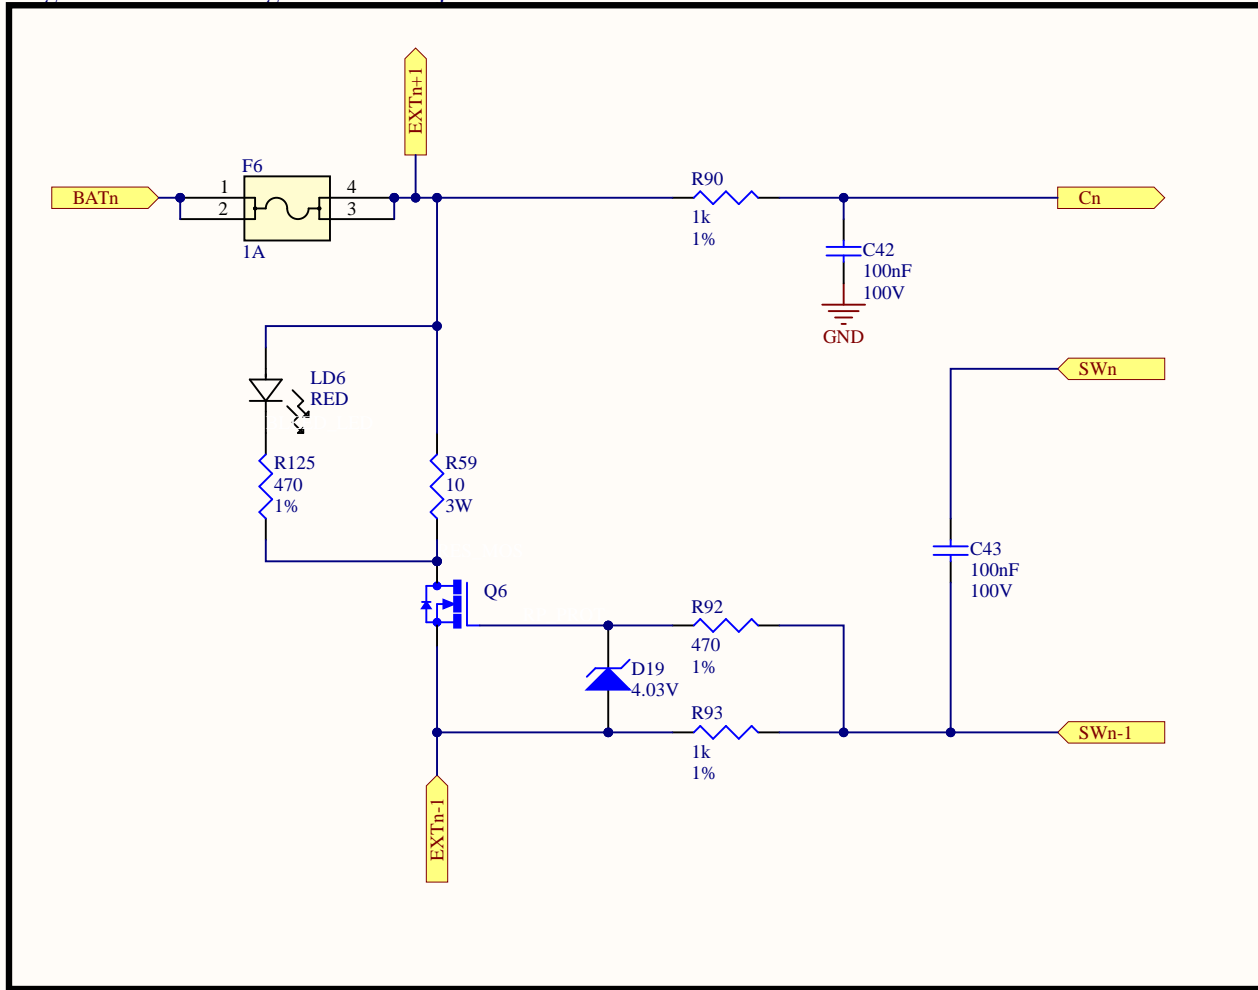 EXTn+1
F6
BATn
1
4
2
3
1A
R90
1k
1%
Cn
C42
100nF
100V
GND
SWn
LD6
RED
R125
470
1%
R59
10
3W
C43
100nF
100V
Q6
R92
470
1%
D19
4.03V
R93
1k
1%
SWn-1
EXTn-1